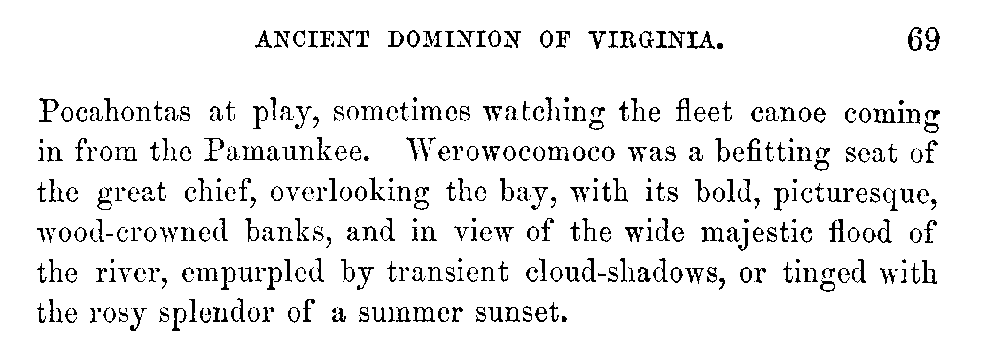 ANCIENT DOMINION OF VIRGINIA. 69
Pocahontas at play, sometimes watching the fleet canoe coming
in from the Pamaunkee. Werowocomoco was a befitting seat of
the great chief, overlooking the bay, with its bold, picturesque,
wood-crowned banks, and in view of the wide majestic flood of
the river, empurpled by transient cloud-shadows, or tinged with
the rosy splendor of a summer sunset.